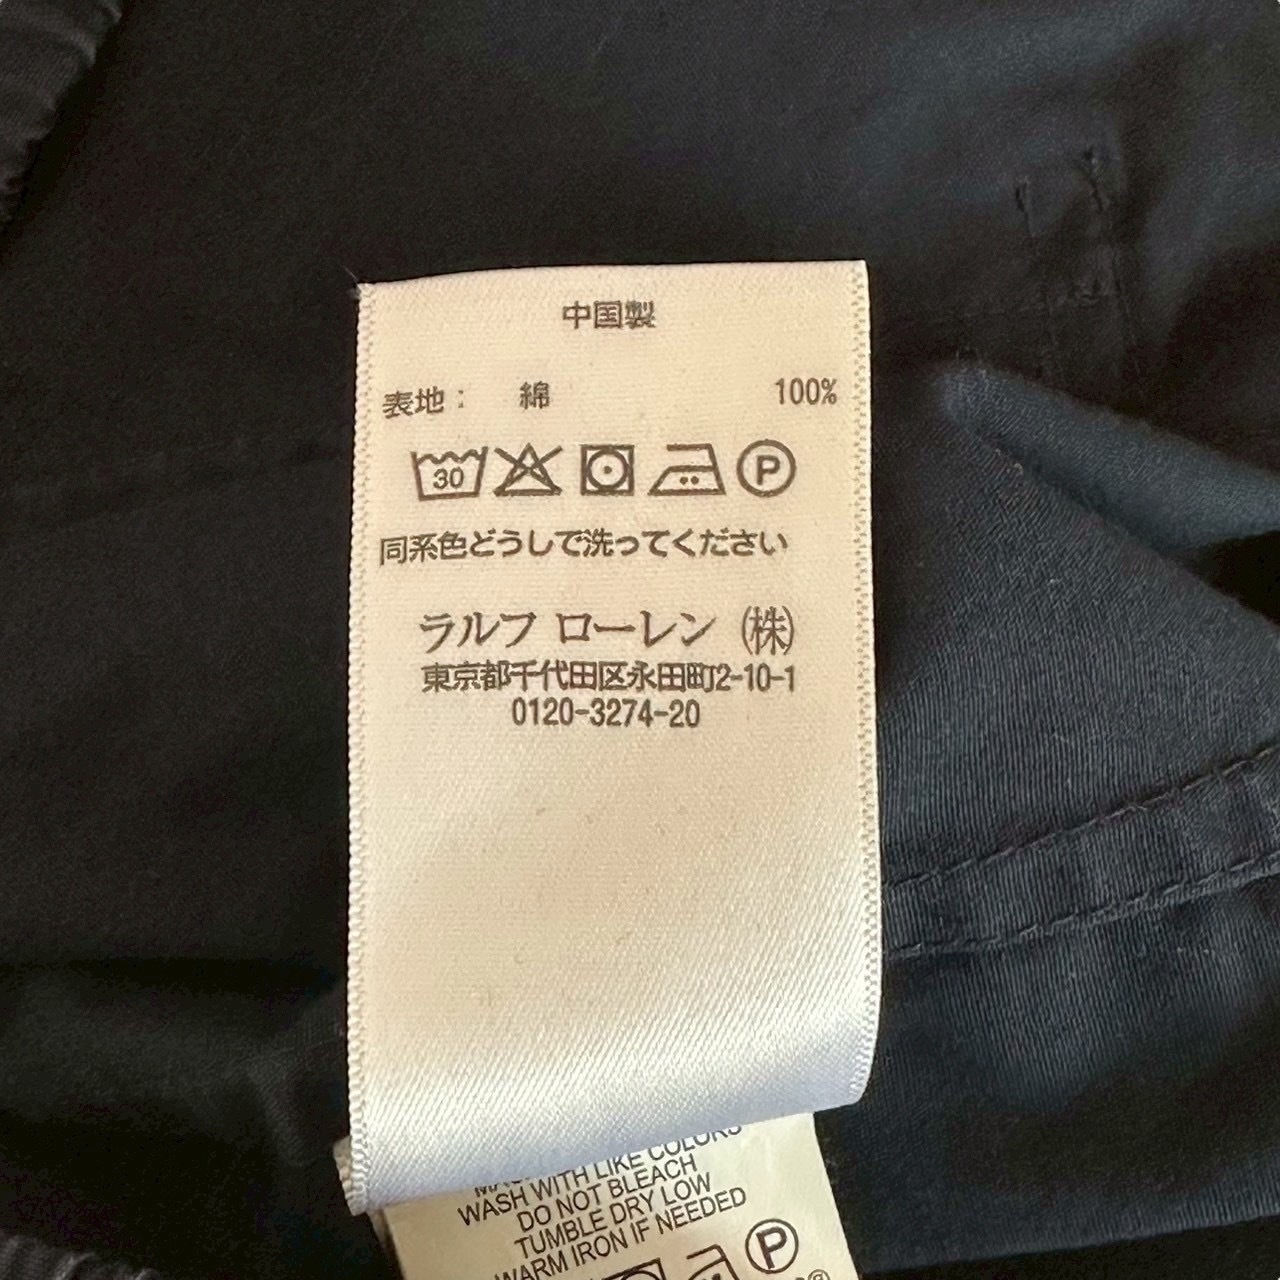 中国製
表地: 綿 100%
30 P
同系色どうしで洗ってください
ラルフ ローレン (株)
東京都千代田区永田町2-10-1
0120-3274-20
WASH WITH LIKE COLORS
DO NOT BLEACH
TUMBLE DRY LOW
WARM IRON IF NEEDED
P